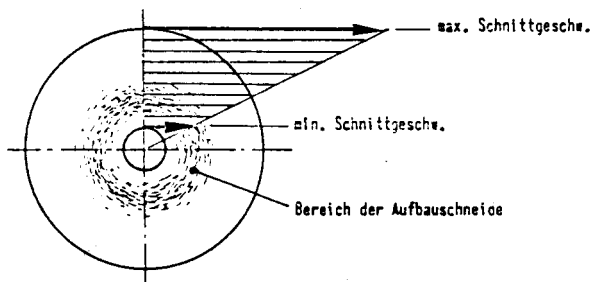 max. Schnittgeschw.
min. Schnittgeschw.
Bereich der Aufbauschneide